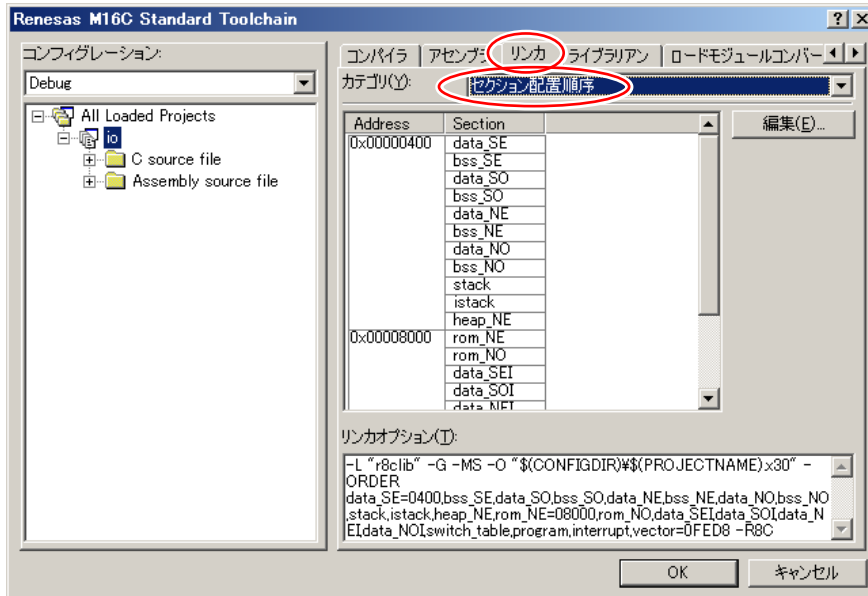 Renesas M16C Standard Toolchain
コンフィグレーション:
Debug
All Loaded Projects
io
C source file
Assembly source file
コンパイラ アセンブラ リンカ ライブラリアン ロードモジュールコンバー
カテゴリ(Y): セクション配置順序
編集(E)...
Address Section
0x00000400 data_SE
bss_SE
data_SO
bss_SO
data_NE
bss_NE
data_NO
bss_NO
stack
istack
heap_NE
0x00008000 rom_NE
rom_NO
data_SEI
data_SOI
data_NEI
リンカオプション(T):
-L "r8clib" -G -MS -O "$(CONFIGDIR)¥$(PROJECTNAME).x30" -
ORDER
data_SE=0400,bss_SE,data_SO,bss_SO,data_NE,bss_NE,data_NO,bss_NO
,stack,istack,heap_NE,rom_NE=08000,rom_NO,data_SEI,data_SOI,data_N
EI,data_NOI,switch_table,program,interrupt,vector=0FED8 -R8C
OK キャンセル